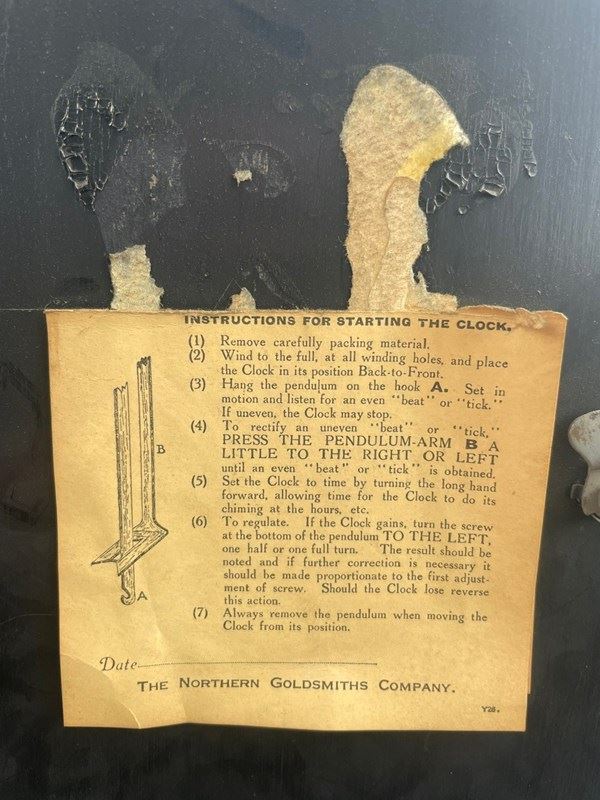 INSTRUCTIONS FOR STARTING THE CLOCK.
(1) Remove carefully packing material.
(2) Wind to the full, at all winding holes, and place
the Clock in its position Back-to-Front.
(3) Hang the pendulum on the hook A. Set in
motion and listen for an even "beat" or "tick."
If uneven, the Clock may stop.
(4) To rectify an uneven "beat" or "tick,"
PRESS THE PENDULUM-ARM B A
LITTLE TO THE RIGHT OR LEFT
until an even "beat" or "tick" is obtained.
(5) Set the Clock to time by turning the long hand
forward, allowing time for the Clock to do its
chiming at the hours, etc.
(6) To regulate. If the Clock gains, turn the screw
at the bottom of the pendulum TO THE LEFT,
one half or one full turn. The result should be
noted and if further correction is necessary it
should be made proportionate to the first adjust-
ment of screw. Should the Clock lose reverse
this action.
(7) Always remove the pendulum when moving the
Clock from its position.
B
A
Date
THE NORTHERN GOLDSMITHS COMPANY.
Y28.